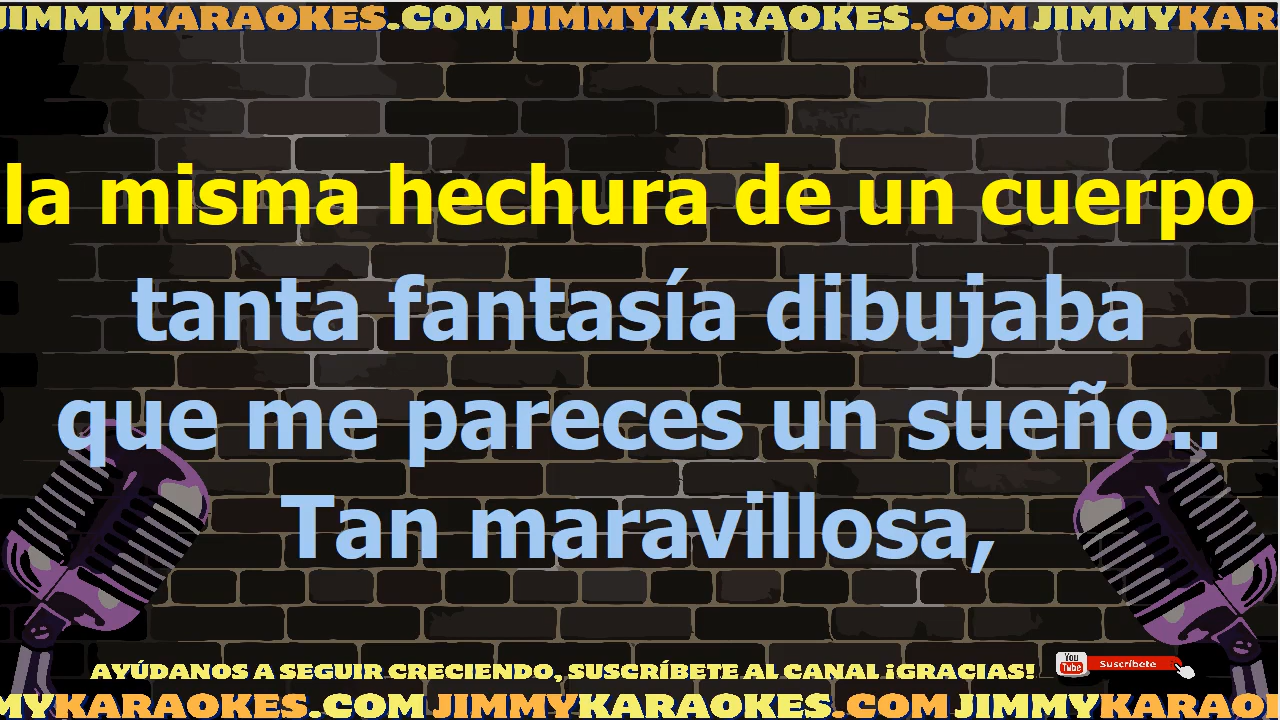 JIMMYKARAOKES.COM JIMMYKARAOKES.COM JIMMYKAR
la misma hechura de un cuerpo
tanta fantasía dibujaba
que me pareces un sueño..
Tan maravillosa,
AYÚDANOS A SEGUIR CRECIENDO, SUSCRÍBETE AL CANAL ¡GRACIAS!
You Tube Suscríbete
MYKARAOKES.COM JIMMYKARAOKES.COM JIMMYKARAOK